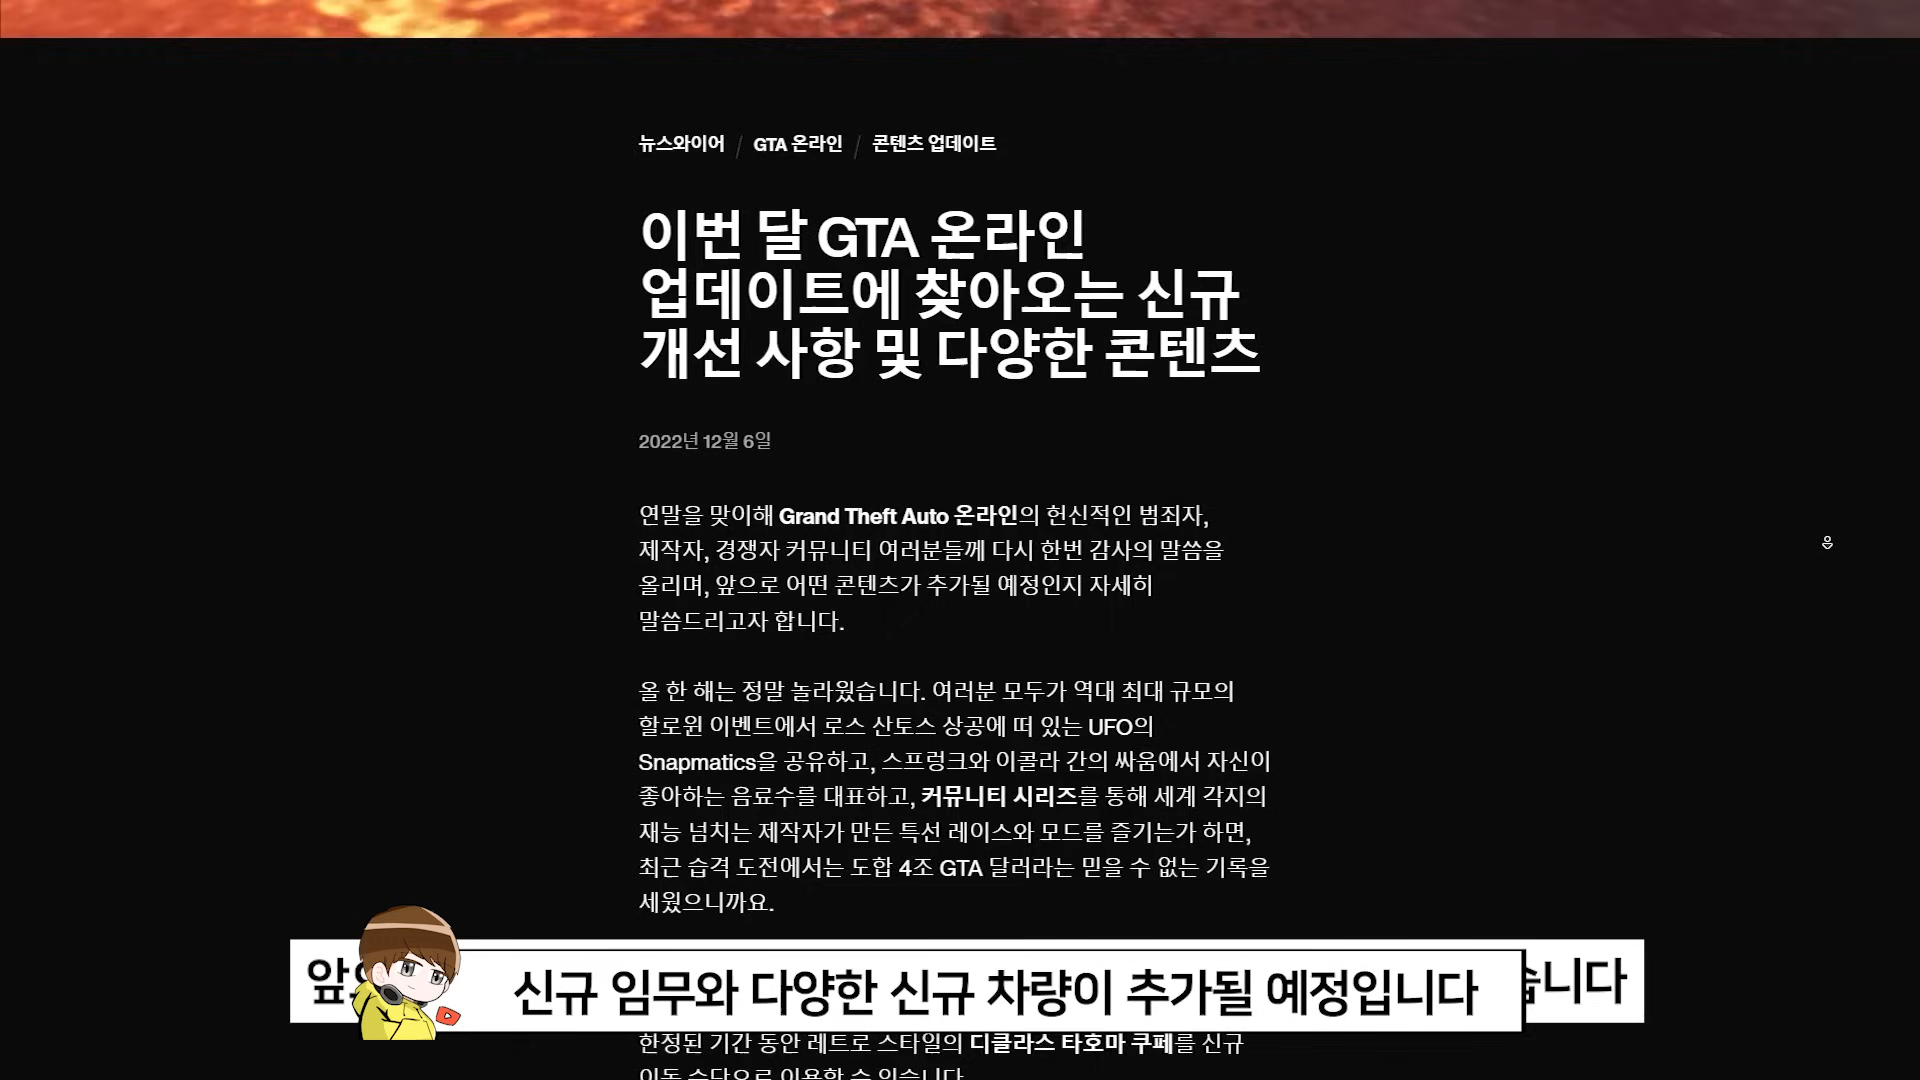 뉴스와이어 / GTA 온라인 / 콘텐츠 업데이트
이번 달 GTA 온라인
업데이트에 찾아오는 신규
개선 사항 및 다양한 콘텐츠
2022년 12월 6일
연말을 맞이해 Grand Theft Auto 온라인의 헌신적인 범죄자,
제작자, 경쟁자 커뮤니티 여러분들께 다시 한번 감사의 말씀을
올리며, 앞으로 어떤 콘텐츠가 추가될 예정인지 자세히
말씀드리고자 합니다.
올 한 해는 정말 놀라웠습니다. 여러분 모두가 역대 최대 규모의
할로윈 이벤트에서 로스 산토스 상공에 떠 있는 UFO의
Snapmatics을 공유하고, 스프렁크와 이콜라 간의 싸움에서 자신이
좋아하는 음료수를 대표하고, 커뮤니티 시리즈를 통해 세계 각지의
재능 넘치는 제작자가 만든 특선 레이스와 모드를 즐기는가 하면,
최근 습격 도전에서는 도합 4조 GTA 달러라는 믿을 수 없는 기록을
세웠으니까요.
신규 임무와 다양한 신규 차량이 추가될 예정입니다
한정된 기간 동안 레트로 스타일의 디클라스 타호마 쿠페를 신규
이동 수단으로 이용할 수 있습니다